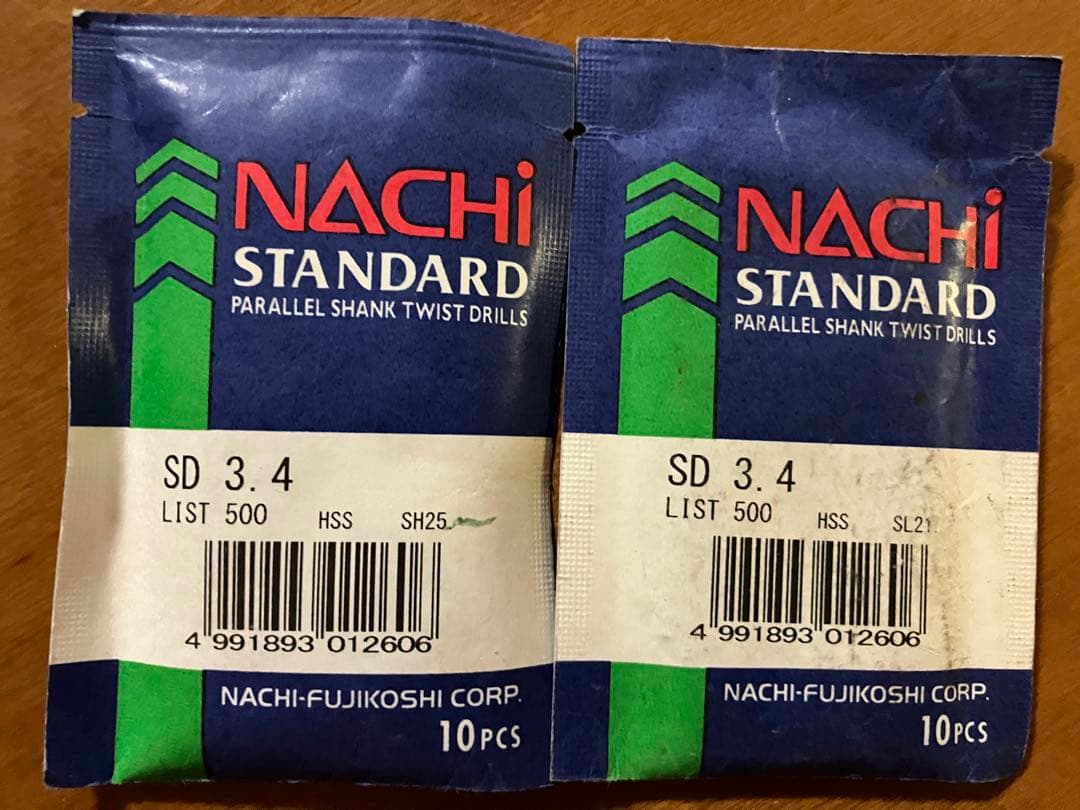 NACHi
STANDARD
PARALLEL SHANK TWIST DRILLS
SD 3.4
LIST 500 HSS SH25
4 991893 012606
NACHI-FUJIKOSHI CORP.
10PCS
NACHi
STANDARD
PARALLEL SHANK TWIST DRILLS
SD 3.4
LIST 500 HSS SL21.
4 991893 012606
NACHI-FUJIKOSHI CORP.
10PCS